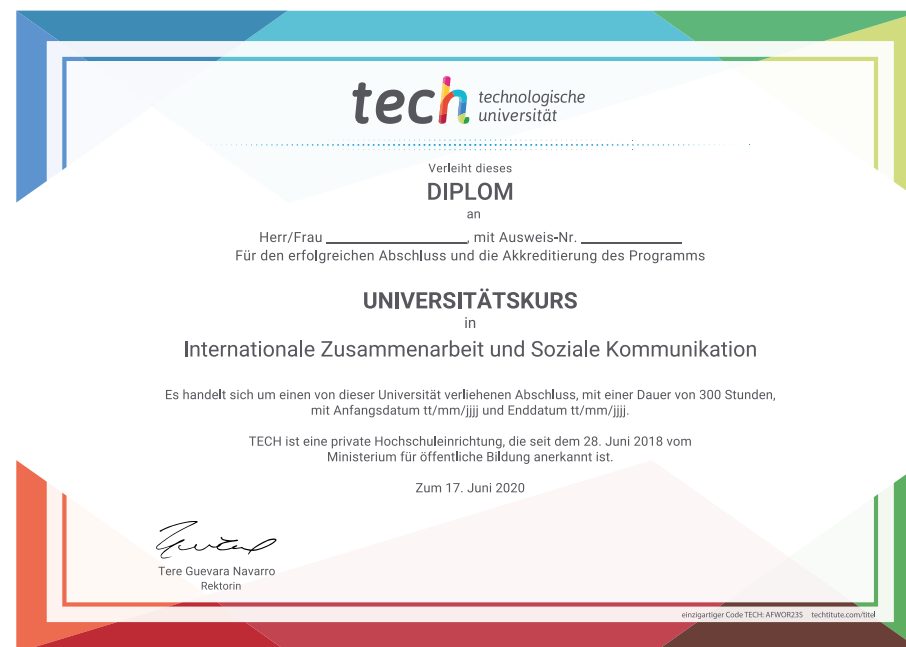 tech technologische
universität
Verleiht dieses
DIPLOM
an
Herr/Frau ____________________, mit Ausweis-Nr. ______________
Für den erfolgreichen Abschluss und die Akkreditierung des Programms
UNIVERSITÄTSKURS
in
Internationale Zusammenarbeit und Soziale Kommunikation
Es handelt sich um einen von dieser Universität verliehenen Abschluss, mit einer Dauer von 300 Stunden,
mit Anfangsdatum tt/mm/jjjj und Enddatum tt/mm/jjjj.
TECH ist eine private Hochschuleinrichtung, die seit dem 28. Juni 2018 vom
Ministerium für öffentliche Bildung anerkannt ist.
Zum 17. Juni 2020
Tere Guevara Navarro
Rektorin
einzigartiger Code TECH: AFWOR23S techtitute.com/titel